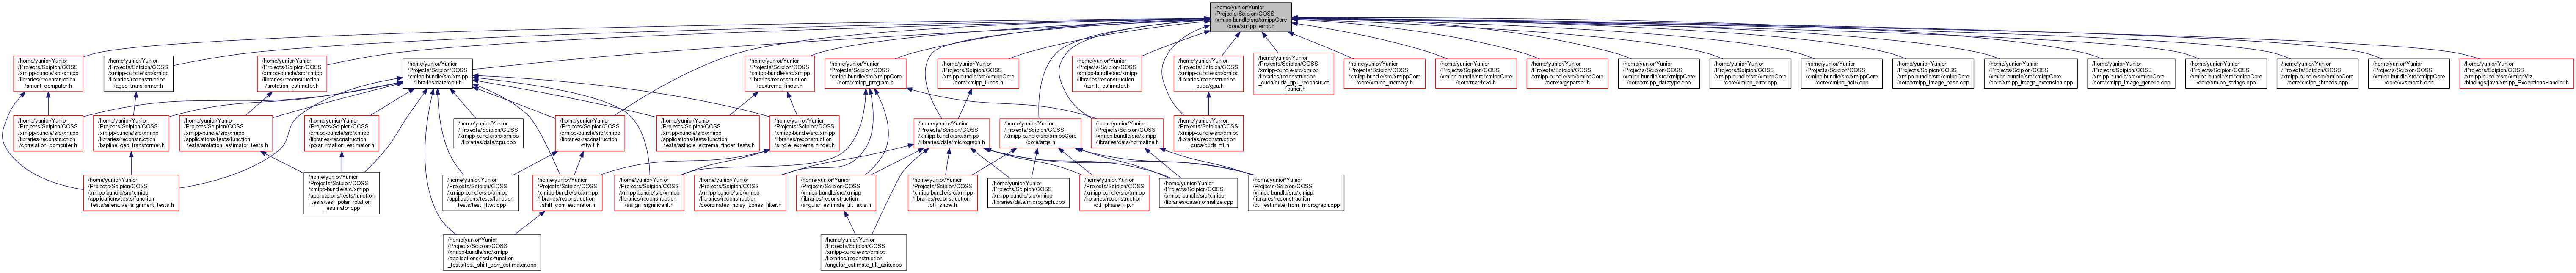 /home/yunior/Yunior
/Projects/Scipion/COSS
/xmipp-bundle/src/xmippCore
/core/xmipp_error.h
/home/yunior/Yunior
/Projects/Scipion/COSS
/xmipp-bundle/src/xmipp
/libraries/reconstruction
/iamerit_computer.h
/home/yunior/Yunior
/Projects/Scipion/COSS
/xmipp-bundle/src/xmipp
/libraries/reconstruction
/ageo_transformer.h
/home/yunior/Yunior
/Projects/Scipion/COSS
/xmipp-bundle/src/xmipp
/libraries/reconstruction
/arotation_estimator.h
/home/yunior/Yunior
/Projects/Scipion/COSS
/xmipp-bundle/src/xmipp
/libraries/data/cpu.h
/home/yunior/Yunior
/Projects/Scipion/COSS
/xmipp-bundle/src/xmipp
/libraries/reconstruction
/aextrema_finder.h
/home/yunior/Yunior
/Projects/Scipion/COSS
/xmipp-bundle/src/xmippCore
/core/xmipp_program.h
/home/yunior/Yunior
/Projects/Scipion/COSS
/xmipp-bundle/src/xmippCore
/core/xmipp_funcs.h
/home/yunior/Yunior
/Projects/Scipion/COSS
/xmipp-bundle/src/xmipp
/libraries/reconstruction
/ashift_estimator.h
/home/yunior/Yunior
/Projects/Scipion/COSS
/xmipp-bundle/src/xmipp
/libraries/reconstruction
_cuda/gpu.h
/home/yunior/Yunior
/Projects/Scipion/COSS
/xmipp-bundle/src/xmipp
/libraries/reconstruction
_cuda/cuda_gpu_reconstruct
_fourier.h
/home/yunior/Yunior
/Projects/Scipion/COSS
/xmipp-bundle/src/xmippCore
/core/xmipp_memory.h
/home/yunior/Yunior
/Projects/Scipion/COSS
/xmipp-bundle/src/xmippCore
/core/matrix2d.h
/home/yunior/Yunior
/Projects/Scipion/COSS
/xmipp-bundle/src/xmippCore
/core/argsparser.h
/home/yunior/Yunior
/Projects/Scipion/COSS
/xmipp-bundle/src/xmippCore
/core/xmipp_datatype.cpp
/home/yunior/Yunior
/Projects/Scipion/COSS
/xmipp-bundle/src/xmippCore
/core/xmipp_error.cpp
/home/yunior/Yunior
/Projects/Scipion/COSS
/xmipp-bundle/src/xmippCore
/core/xmipp_hdf5.cpp
/home/yunior/Yunior
/Projects/Scipion/COSS
/xmipp-bundle/src/xmippCore
/core/xmipp_image_base.cpp
/home/yunior/Yunior
/Projects/Scipion/COSS
/xmipp-bundle/src/xmippCore
/core/xmipp_image_extension.cpp
/home/yunior/Yunior
/Projects/Scipion/COSS
/xmipp-bundle/src/xmippCore
/core/xmipp_image_generic.cpp
/home/yunior/Yunior
/Projects/Scipion/COSS
/xmipp-bundle/src/xmippCore
/core/xmipp_strings.cpp
/home/yunior/Yunior
/Projects/Scipion/COSS
/xmipp-bundle/src/xmippCore
/core/xmipp_threads.cpp
/home/yunior/Yunior
/Projects/Scipion/COSS
/xmipp-bundle/src/xmippCore
/core/xvsmooth.cpp
/home/yunior/Yunior
/Projects/Scipion/COSS
/xmipp-bundle/src/xmippViz
/bindings/java/xmipp_ExceptionsHandler.h
/home/yunior/Yunior
/Projects/Scipion/COSS
/xmipp-bundle/src/xmipp
/libraries/reconstruction
/correlation_computer.h
/home/yunior/Yunior
/Projects/Scipion/COSS
/xmipp-bundle/src/xmipp
/libraries/reconstruction
/bspline_geo_transformer.h
/home/yunior/Yunior
/Projects/Scipion/COSS
/xmipp-bundle/src/xmipp
/applications/tests/function
_tests/arotation_estimator_tests.h
/home/yunior/Yunior
/Projects/Scipion/COSS
/xmipp-bundle/src/xmipp
/libraries/reconstruction
/polar_rotation_estimator.h
/home/yunior/Yunior
/Projects/Scipion/COSS
/xmipp-bundle/src/xmipp
/libraries/data/cpu.cpp
/home/yunior/Yunior
/Projects/Scipion/COSS
/xmipp-bundle/src/xmipp
/libraries/reconstruction
/fftwT.h
/home/yunior/Yunior
/Projects/Scipion/COSS
/xmipp-bundle/src/xmipp
/applications/tests/function
_tests/asingle_extrema_finder_tests.h
/home/yunior/Yunior
/Projects/Scipion/COSS
/xmipp-bundle/src/xmipp
/libraries/reconstruction
/single_extrema_finder.h
/home/yunior/Yunior
/Projects/Scipion/COSS
/xmipp-bundle/src/xmipp
/libraries/data/micrograph.h
/home/yunior/Yunior
/Projects/Scipion/COSS
/xmipp-bundle/src/xmippCore
/core/args.h
/home/yunior/Yunior
/Projects/Scipion/COSS
/xmipp-bundle/src/xmipp
/libraries/data/normalize.h
/home/yunior/Yunior
/Projects/Scipion/COSS
/xmipp-bundle/src/xmipp
/libraries/reconstruction
_cuda/cuda_fft.h
/home/yunior/Yunior
/Projects/Scipion/COSS
/xmipp-bundle/src/xmipp
/applications/tests/function
_tests/aiterative_alignment_tests.h
/home/yunior/Yunior
/Projects/Scipion/COSS
/xmipp-bundle/src/xmipp
/applications/tests/function
_tests/test_polar_rotation
_estimator.cpp
/home/yunior/Yunior
/Projects/Scipion/COSS
/xmipp-bundle/src/xmipp
/applications/tests/function
_tests/test_fftwt.cpp
/home/yunior/Yunior
/Projects/Scipion/COSS
/xmipp-bundle/src/xmipp
/libraries/reconstruction
/shift_corr_estimator.h
/home/yunior/Yunior
/Projects/Scipion/COSS
/xmipp-bundle/src/xmipp
/libraries/reconstruction
/aalign_significant.h
/home/yunior/Yunior
/Projects/Scipion/COSS
/xmipp-bundle/src/xmipp
/libraries/reconstruction
/coordinates_noisy_zones_filter.h
/home/yunior/Yunior
/Projects/Scipion/COSS
/xmipp-bundle/src/xmipp
/libraries/reconstruction
/angular_estimate_tilt_axis.h
/home/yunior/Yunior
/Projects/Scipion/COSS
/xmipp-bundle/src/xmipp
/libraries/reconstruction
/ctf_show.h
/home/yunior/Yunior
/Projects/Scipion/COSS
/xmipp-bundle/src/xmipp
/libraries/data/micrograph.cpp
/home/yunior/Yunior
/Projects/Scipion/COSS
/xmipp-bundle/src/xmipp
/libraries/reconstruction
/ctf_phase_flip.h
/home/yunior/Yunior
/Projects/Scipion/COSS
/xmipp-bundle/src/xmipp
/libraries/data/normalize.cpp
/home/yunior/Yunior
/Projects/Scipion/COSS
/xmipp-bundle/src/xmipp
/libraries/reconstruction
/ctf_estimate_from_micrograph.cpp
/home/yunior/Yunior
/Projects/Scipion/COSS
/xmipp-bundle/src/xmipp
/applications/tests/function
_tests/test_shift_corr_estimator.cpp
/home/yunior/Yunior
/Projects/Scipion/COSS
/xmipp-bundle/src/xmipp
/libraries/reconstruction
/angular_estimate_tilt_axis.cpp